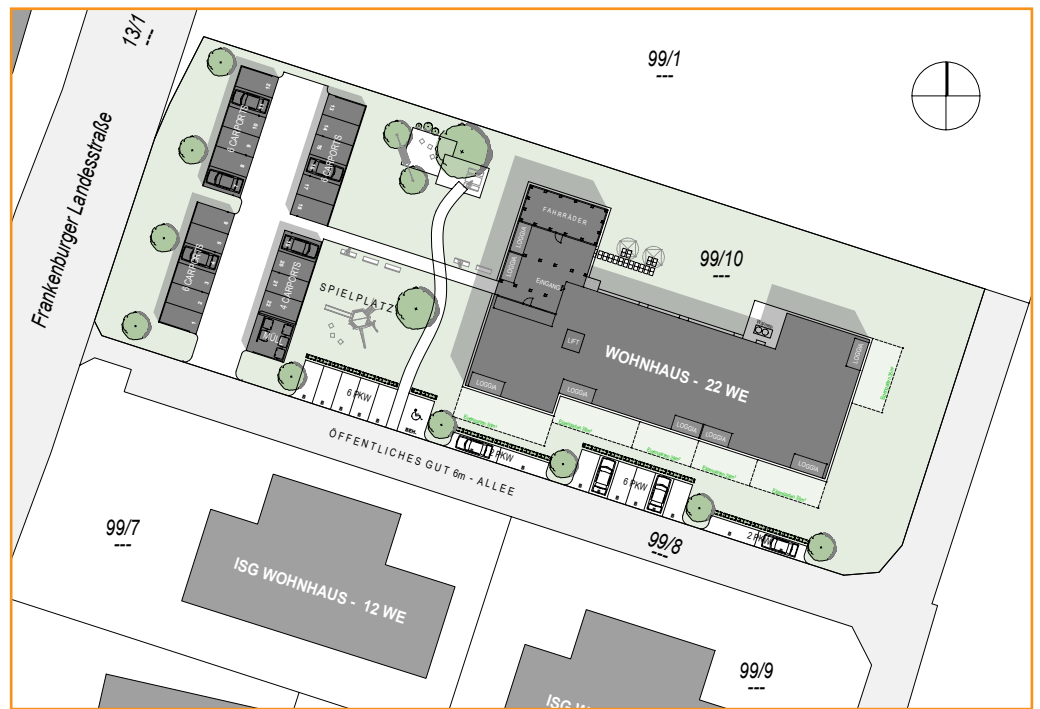 13/1
---
99/1
---
Frankenburger Landesstraße
6 CARPORTS
6 CARPORTS
6 CARPORTS
4 CARPORTS
MÜLL
SPIELPLATZ
FAHRRÄDER
LOGGIA
LOGGIA
EINGANG
99/10
---
LIFT
WOHNHAUS - 22 WE
LOGGIA
LOGGIA
LOGGIA
LOGGIA
LOGGIA
LOGGIA
6 PKW
BEH.
2 PKW
6 PKW
2 PKW
ÖFFENTLICHES GUT 6m - ALLEE
99/7
---
99/8
---
ISG WOHNHAUS - 12 WE
99/9
---
ISG W